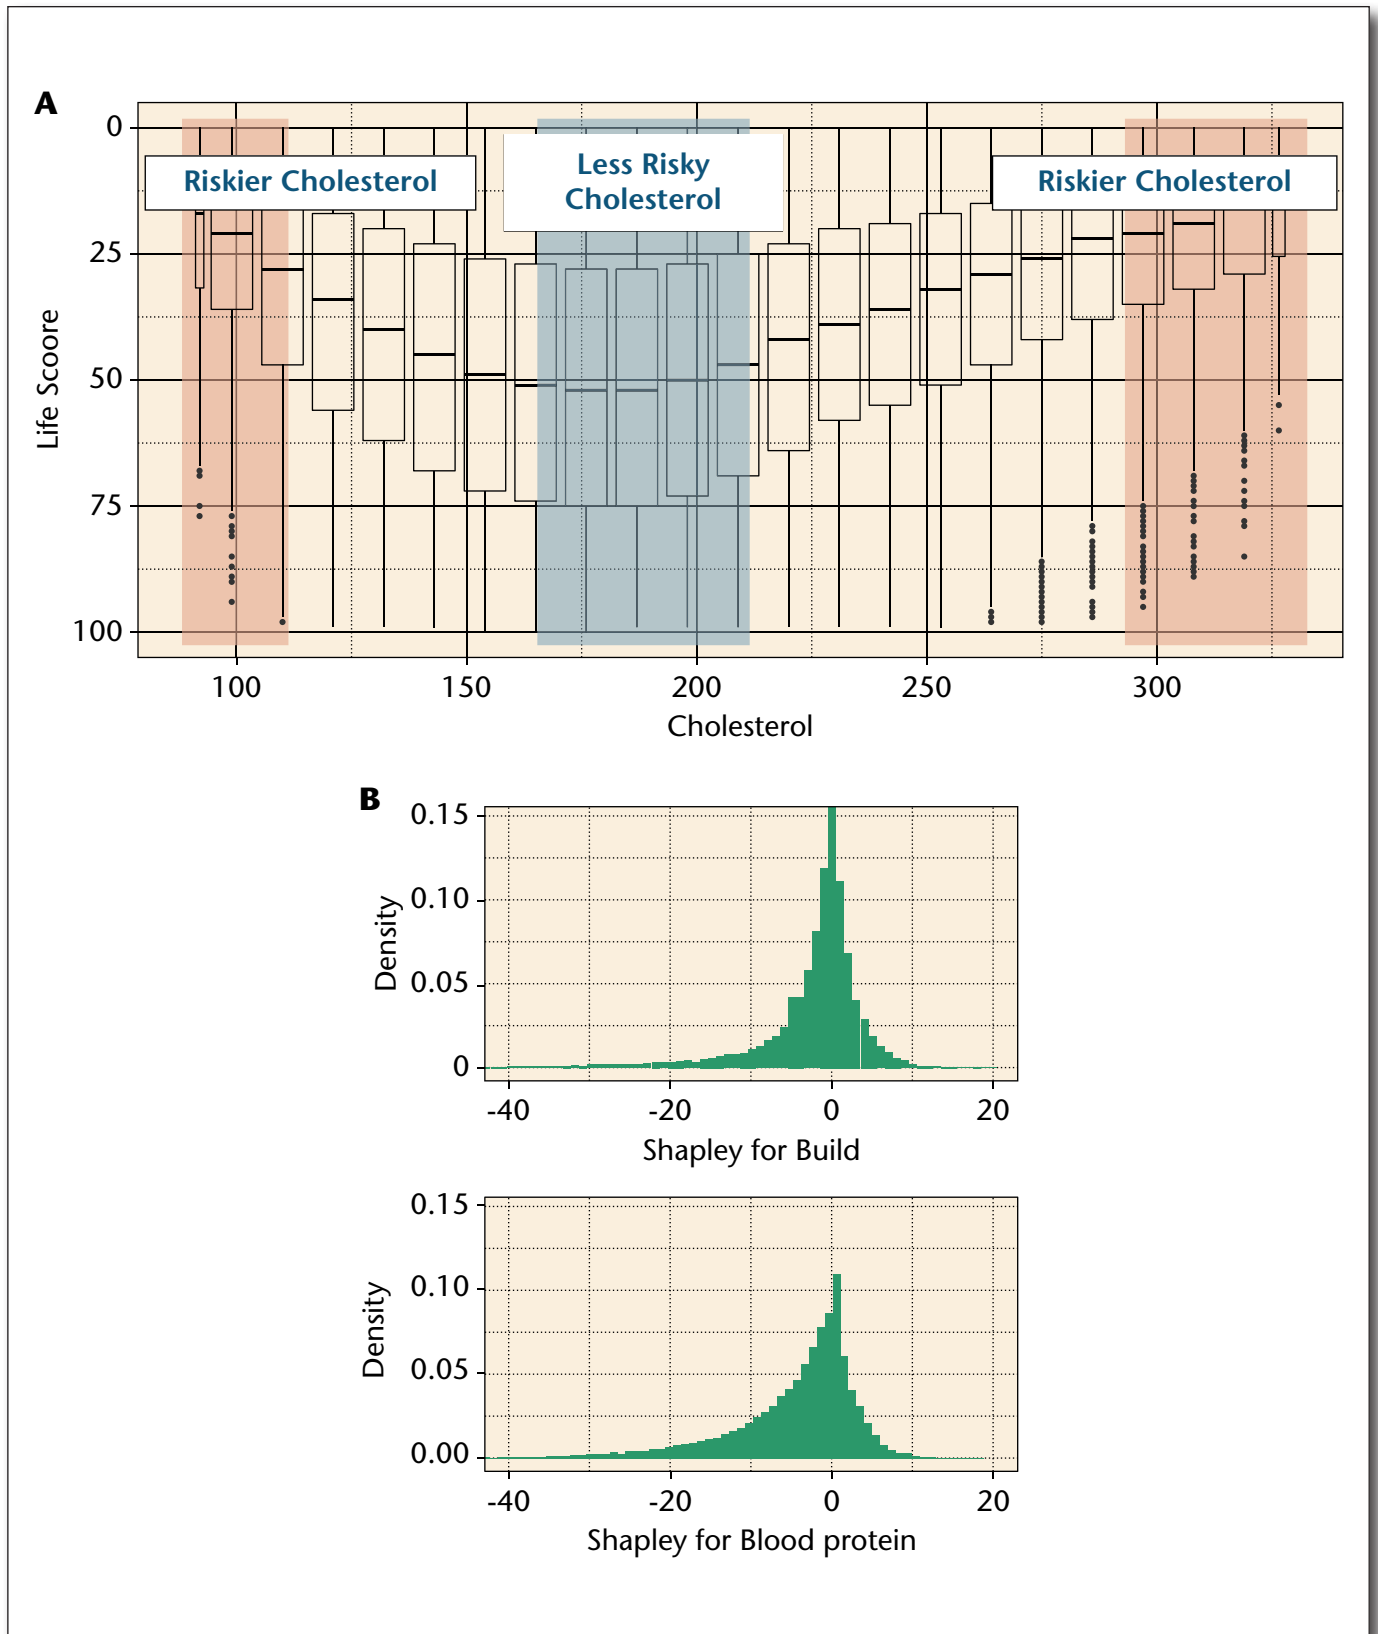 A
0
25
50
75
100
Life Scoore
Riskier Cholesterol
Less Risky
Cholesterol
Riskier Cholesterol
100 150 200 250 300
Cholesterol
B
0.15
0.10
0.05
0
Density
-40 -20 0 20
Shapley for Build
0.15
0.10
0.05
0.00
Density
-40 -20 0 20
Shapley for Blood protein